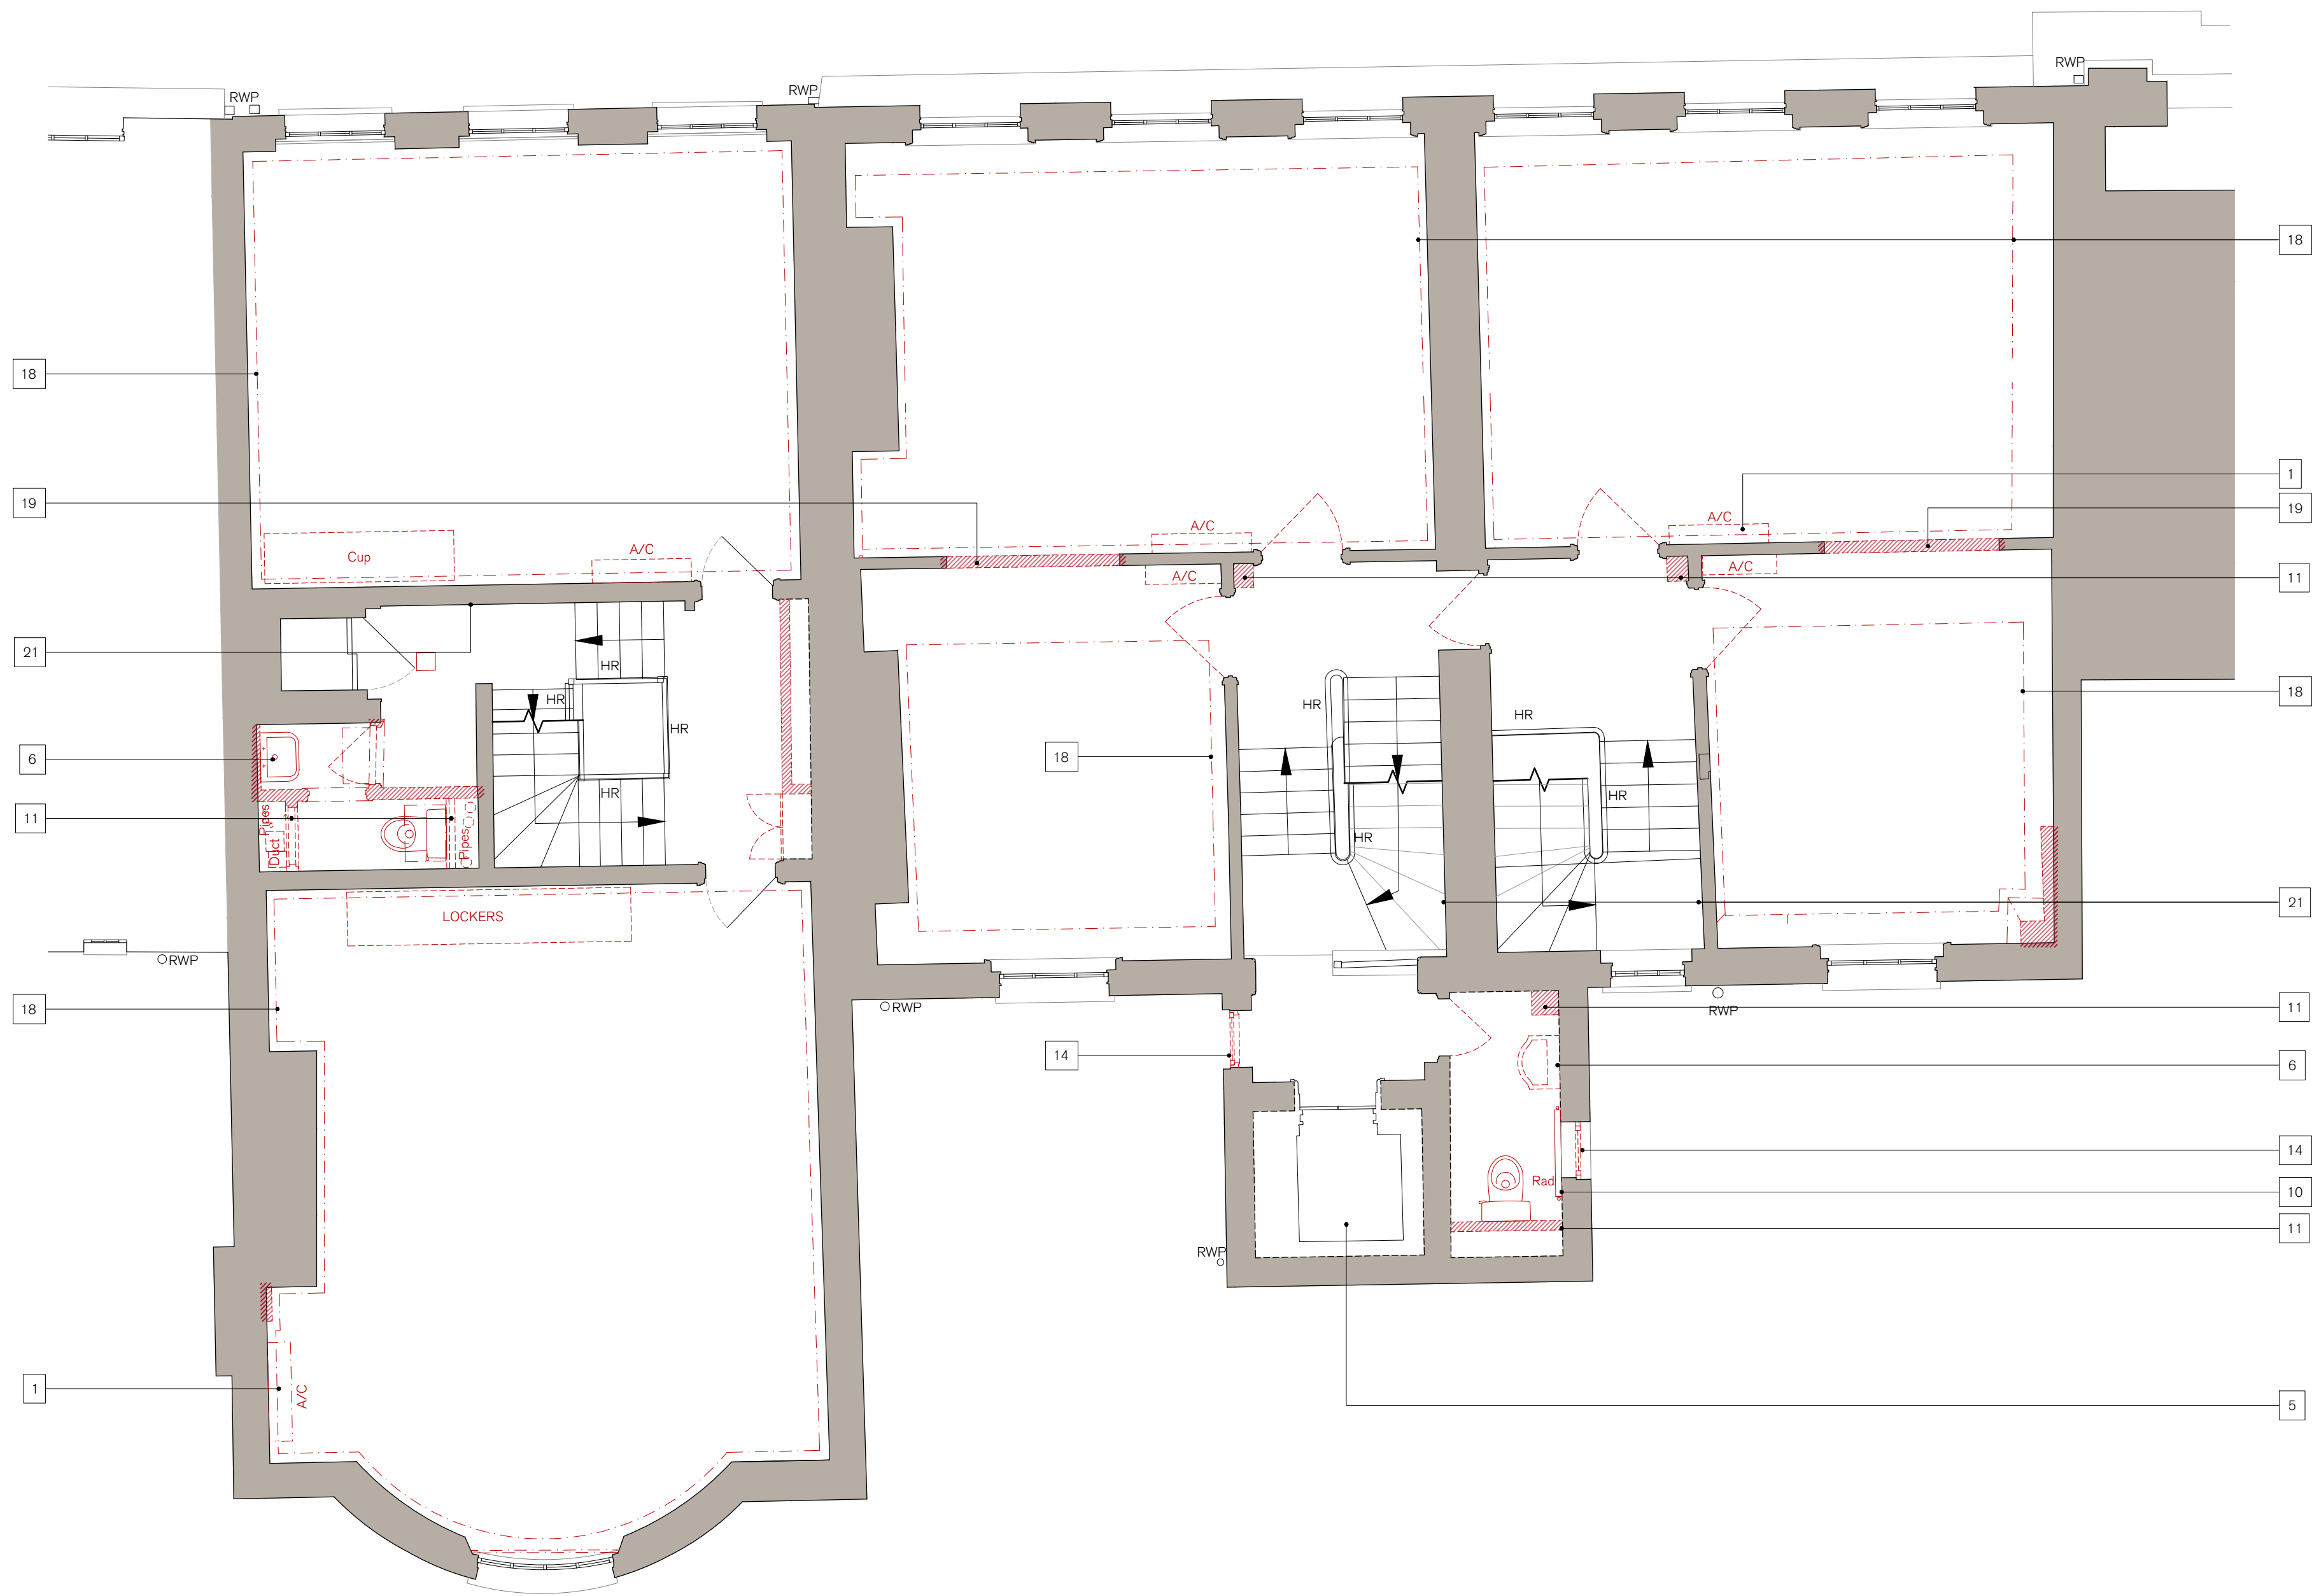 RWP
RWP
RWP
18
18
1
19
19
A/C
A/C
A/C
Cup
A/C
A/C
11
21
HR
HR
HR
HR
HR
HR
HR
HR
18
18
6
11
Pipes
Duct
Pipes
LOCKERS
21
RWP
18
RWP
RWP
11
14
6
14
Rad
10
11
RWP
1
A/C
5